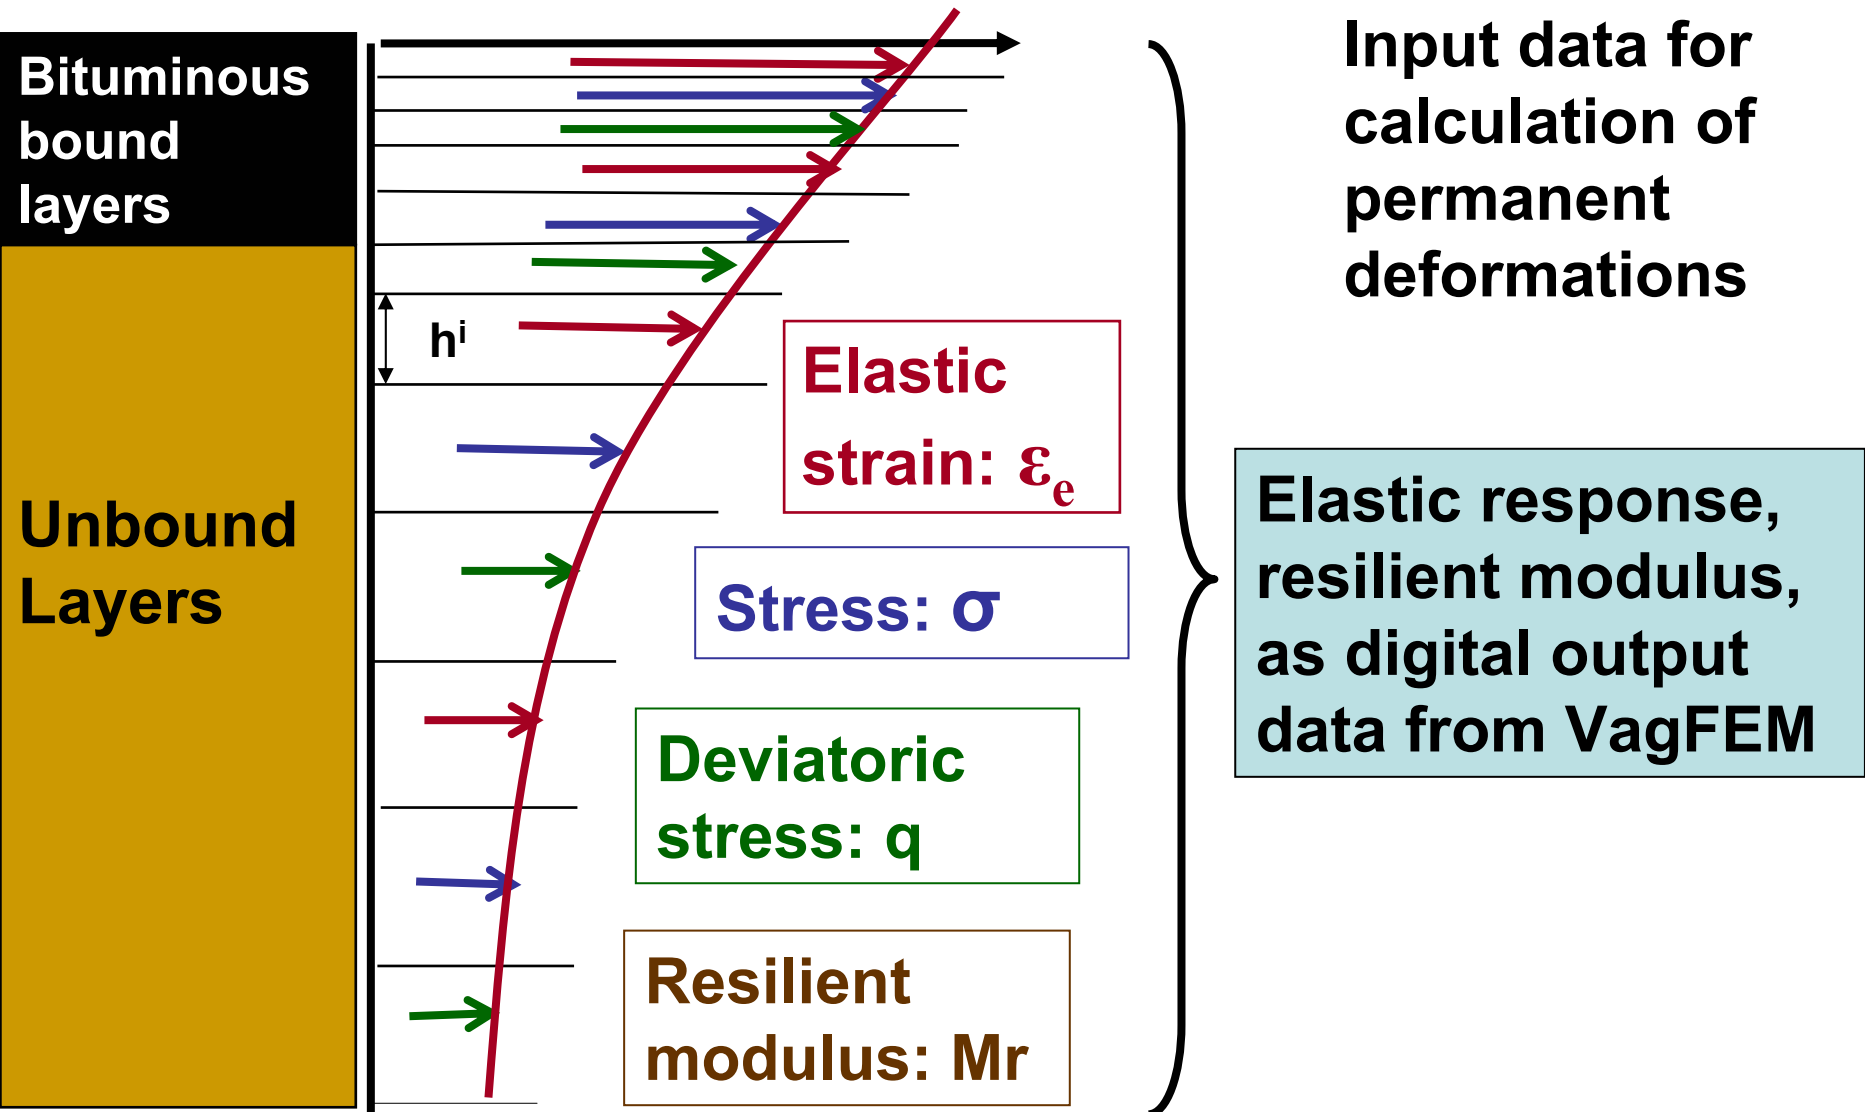 Bituminous
bound
layers
Unbound
Layers
hⁱ
Elastic
strain: εₑ
Stress: σ
Deviatoric
stress: q
Resilient
modulus: Mr
Input data for
calculation of
permanent
deformations
Elastic response,
resilient modulus,
as digital output
data from VagFEM